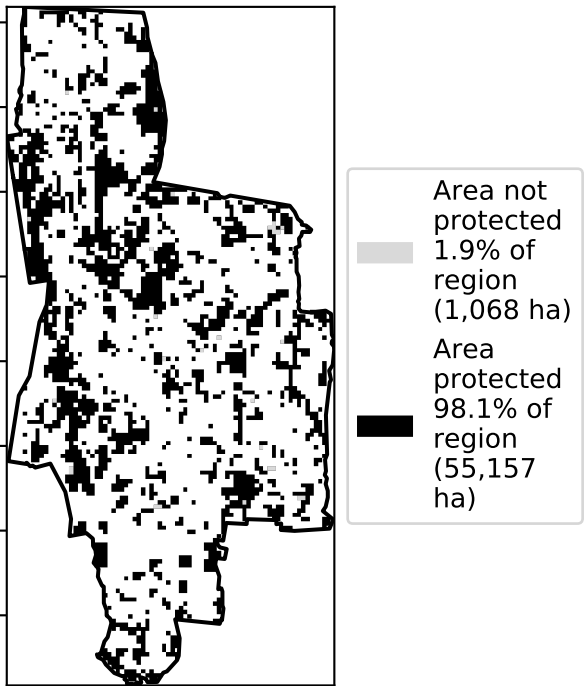 Area not
protected
1.9% of
region
(1,068 ha)
Area
protected
98.1% of
region
(55,157
ha)